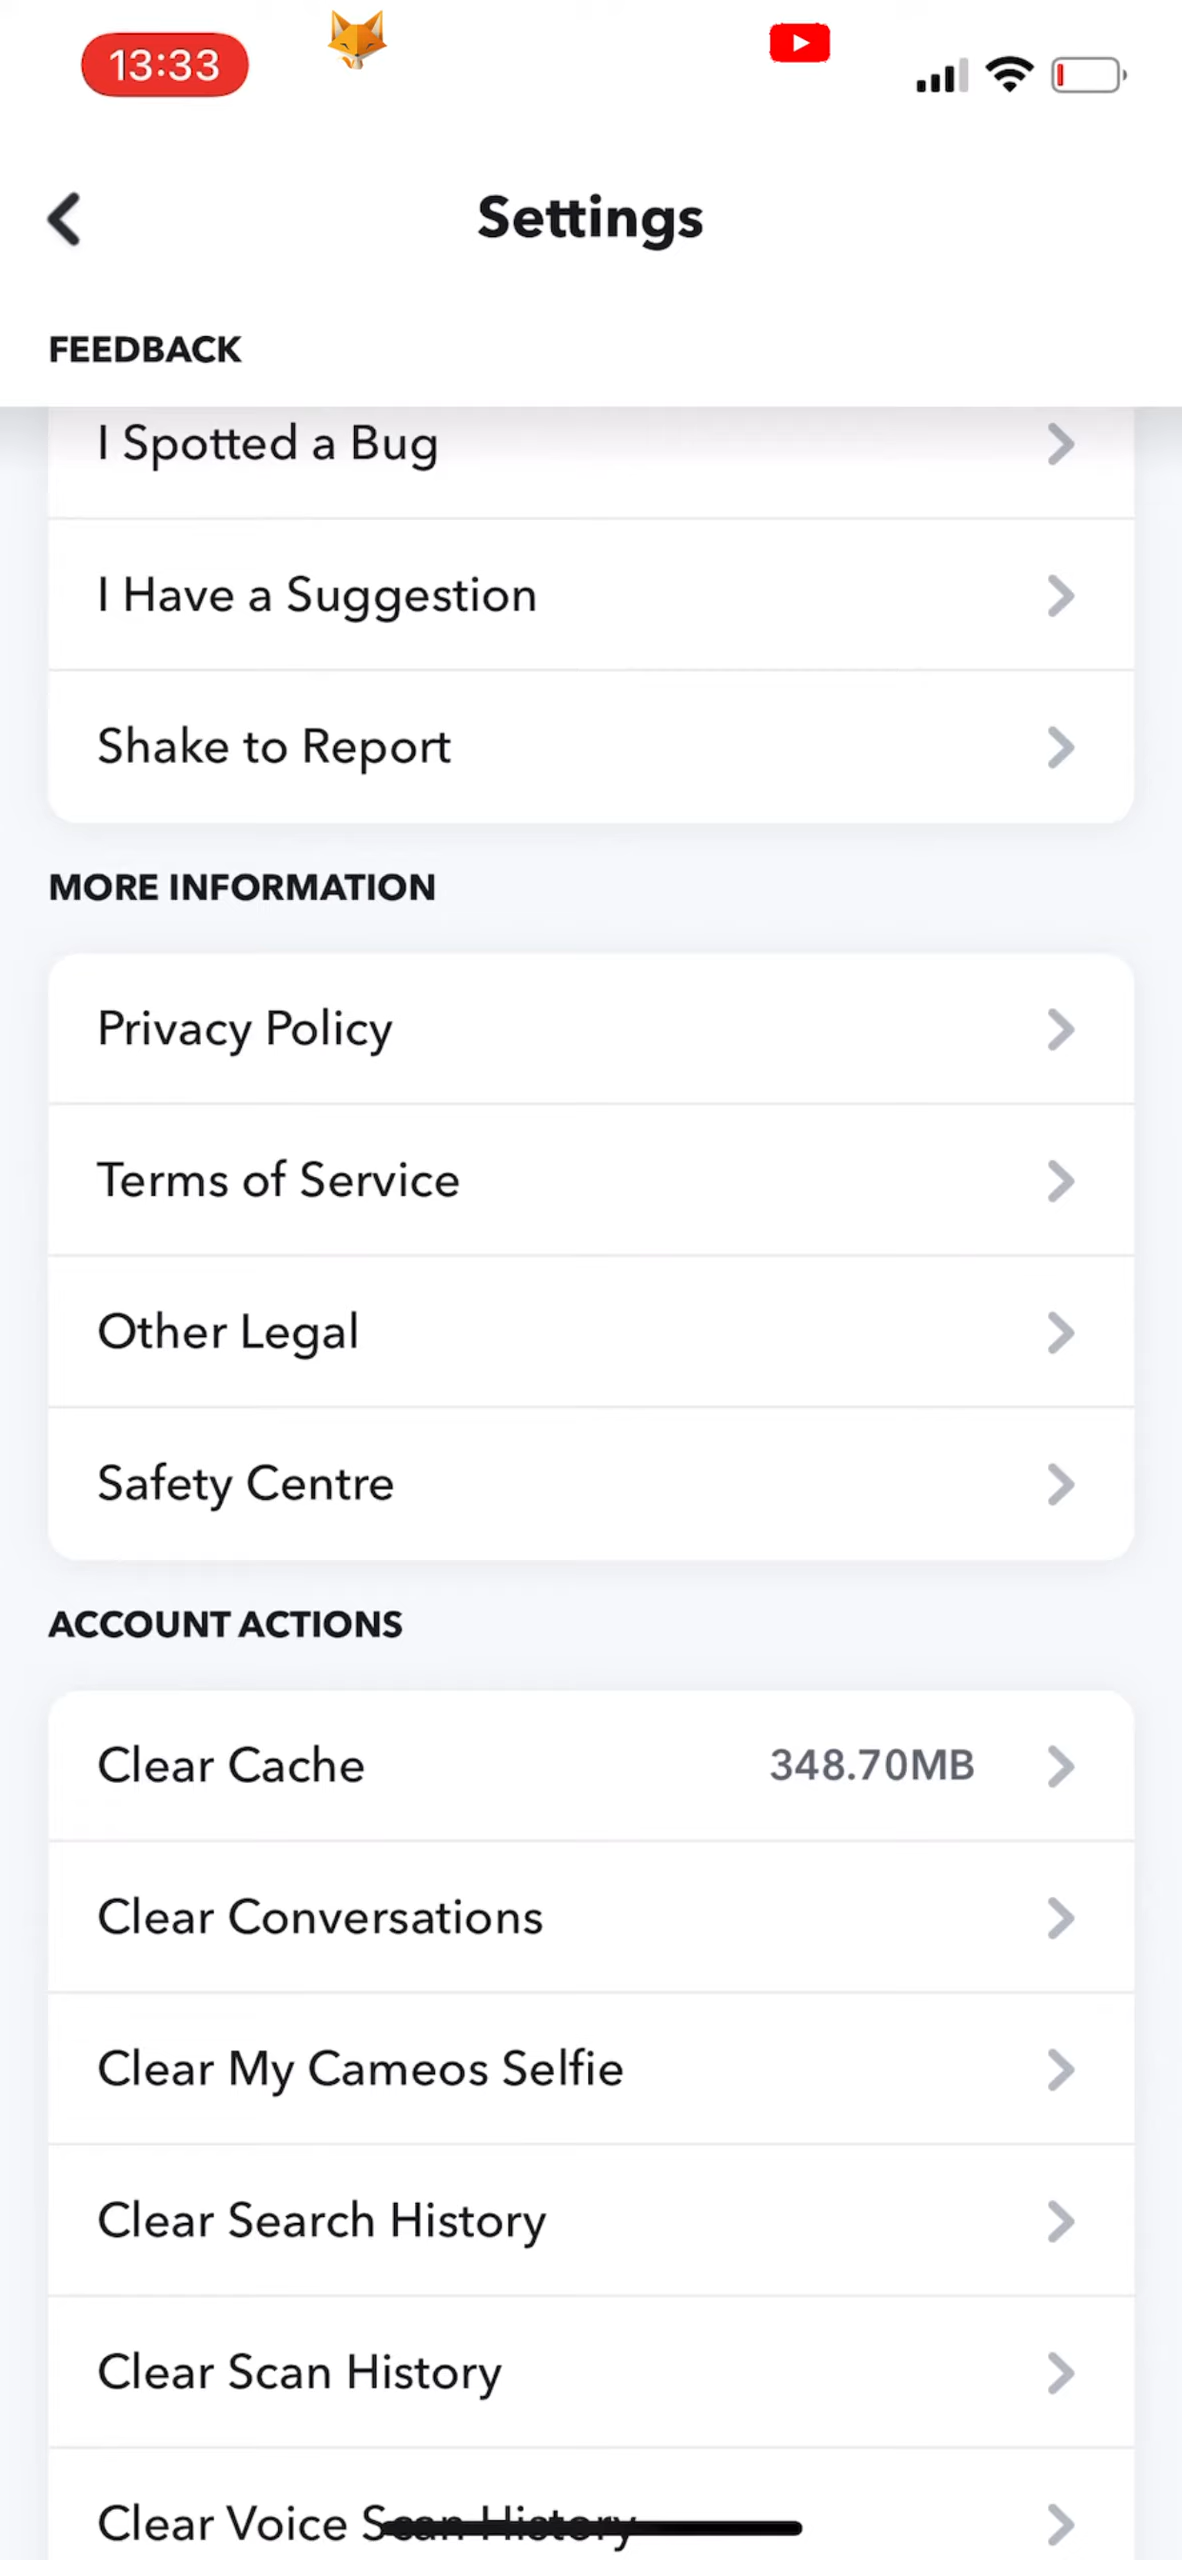 13:33
Settings
FEEDBACK
I Spotted a Bug
I Have a Suggestion
Shake to Report
MORE INFORMATION
Privacy Policy
Terms of Service
Other Legal
Safety Centre
ACCOUNT ACTIONS
Clear Cache 348.70MB
Clear Conversations
Clear My Cameos Selfie
Clear Search History
Clear Scan History
Clear Voice Scan History